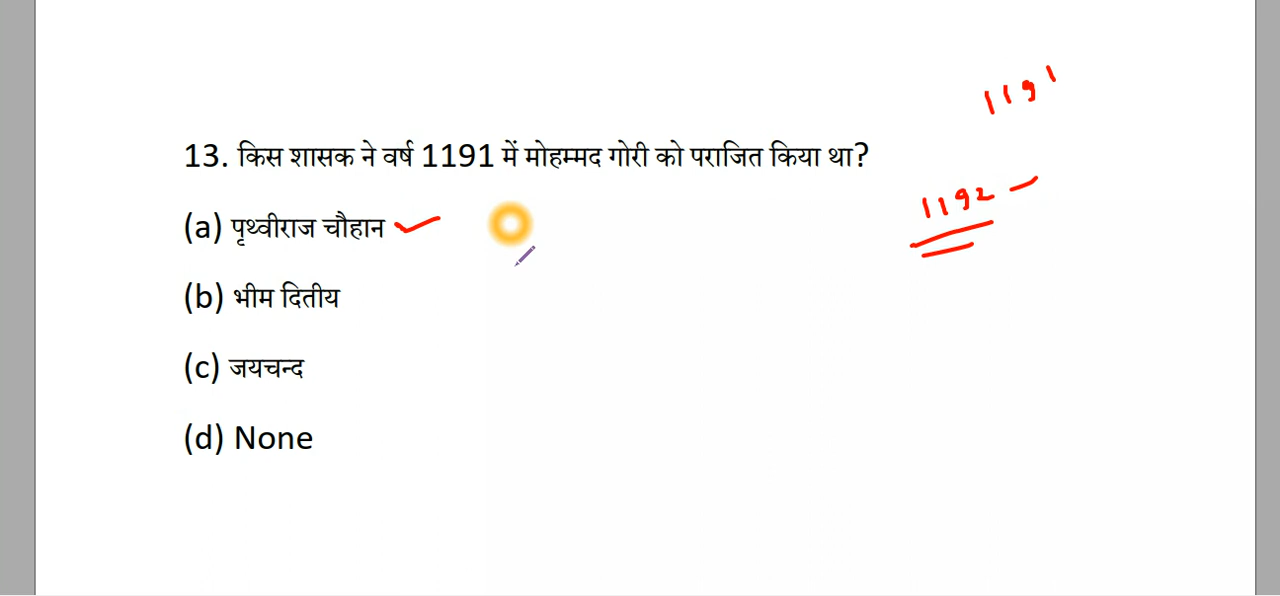 1191
13. किस शासक ने वर्ष 1191 में मोहम्मद गोरी को पराजित किया था?
1192
(a) पृथ्वीराज चौहान
(b) भीम दितीय
(c) जयचन्द
(d) None